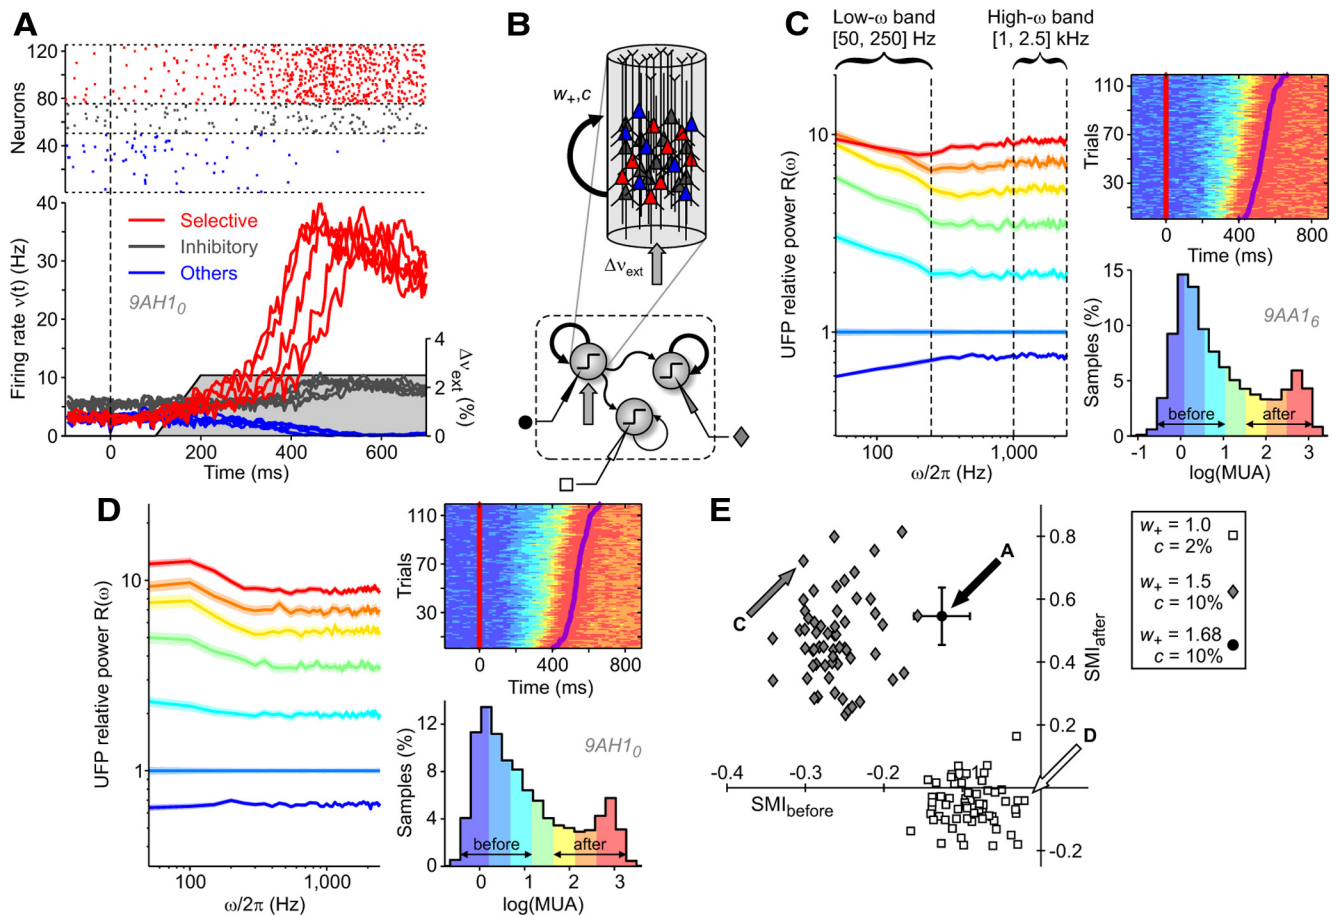 A
120
80
40
Neurons
40
30
20
10
0
Firing rate ν(t) (Hz)
Selective
Inhibitory
Others
9AH1₀
4
2
0
Δν_ext (%)
0
200
400
600
Time (ms)
B
w₊,c
Δν_ext
C
Low-ω band
[50, 250] Hz
High-ω band
[1, 2.5] kHz
10
1
UFP relative power R(ω)
100
1,000
ω/2π (Hz)
110
70
30
Trials
0
400
800
Time (ms)
15
10
5
0
Samples (%)
9AA1₆
before
after
-1
0
1
2
3
log(MUA)
D
10
1
UFP relative power R(ω)
100
1,000
ω/2π (Hz)
110
70
30
Trials
0
400
800
Time (ms)
12
8
4
0
Samples (%)
9AH1₀
before
after
0
1
2
3
log(MUA)
E
0.8
0.6
0.4
0.2
-0.2
SMI_after
A
C
D
-0.4
-0.3
-0.2
SMI_before
w₊ = 1.0
c = 2%
w₊ = 1.5
c = 10%
w₊ = 1.68
c = 10%